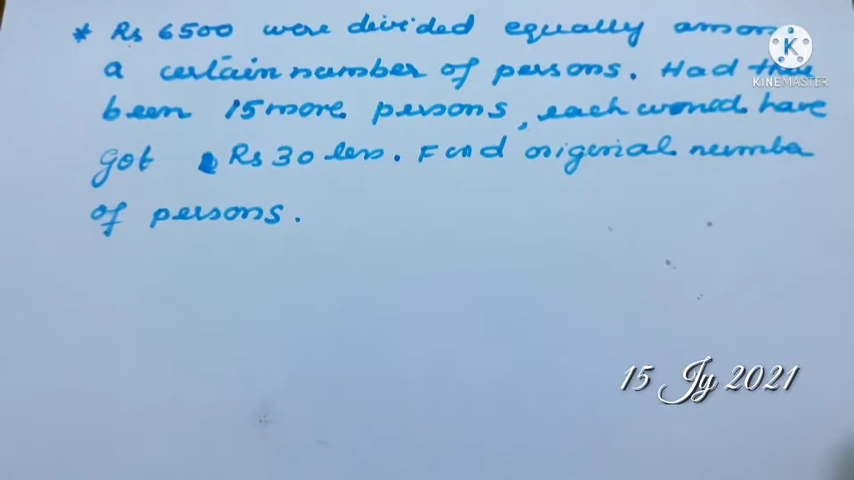 * Rs 6500 were divided equally among
K
a certain number of persons. Had there
KINEMASTER
been 15 more persons, each would have
got Rs 30 less. Find original number
of persons.
15 Jy 2021